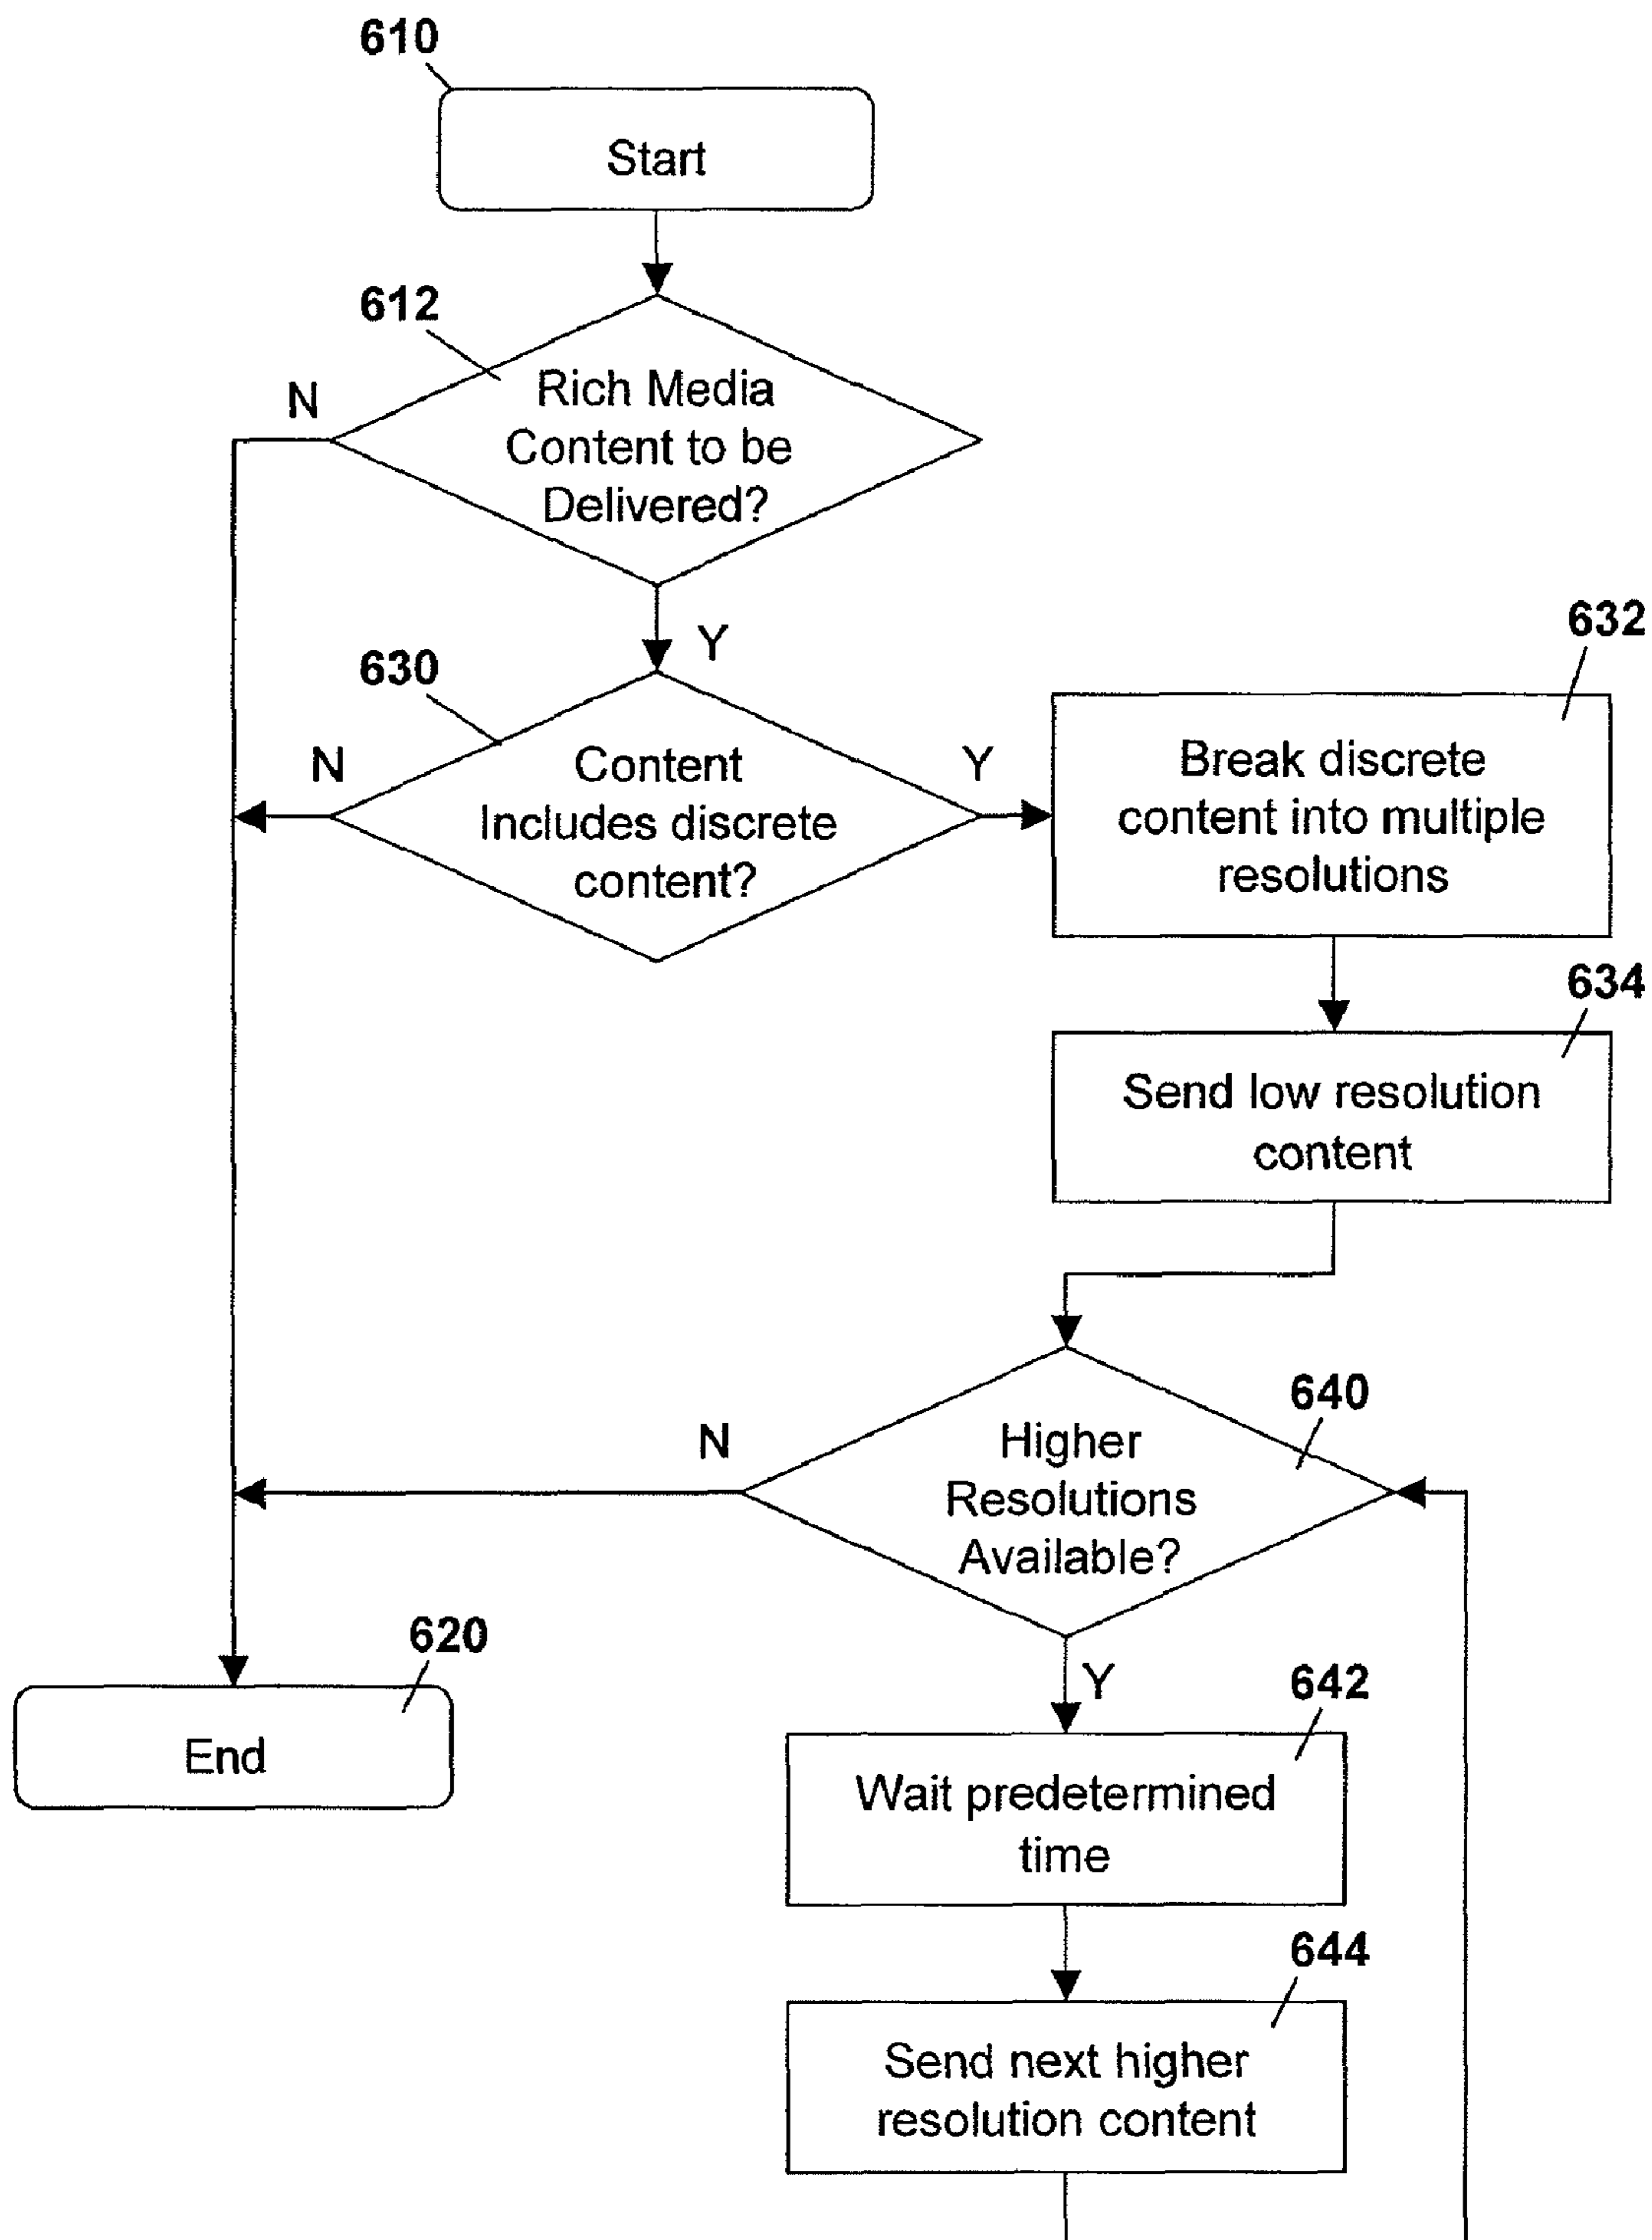 610
Start
612
N
Rich Media
Content to be
Delivered?
Y
632
630
N
Content
Includes discrete
content?
Y
Break discrete
content into multiple
resolutions
634
Send low resolution
content
640
N
Higher
Resolutions
Available?
620
End
Y
642
Wait predetermined
time
644
Send next higher
resolution content